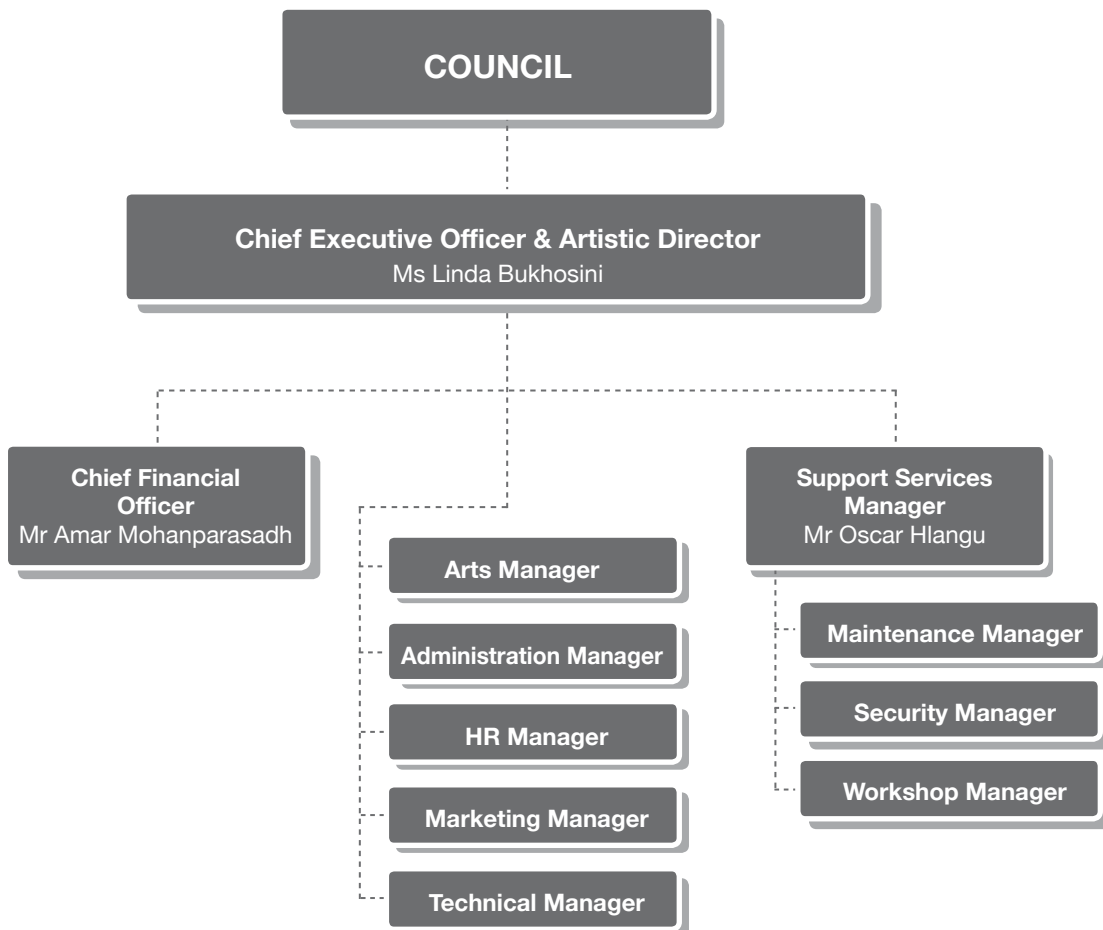 COUNCIL
Chief Executive Officer & Artistic Director
Ms Linda Bukhosini
Chief Financial
Officer
Mr Amar Mohanparasadh
Support Services
Manager
Mr Oscar Hlangu
Arts Manager
Administration Manager
HR Manager
Marketing Manager
Technical Manager
Maintenance Manager
Security Manager
Workshop Manager